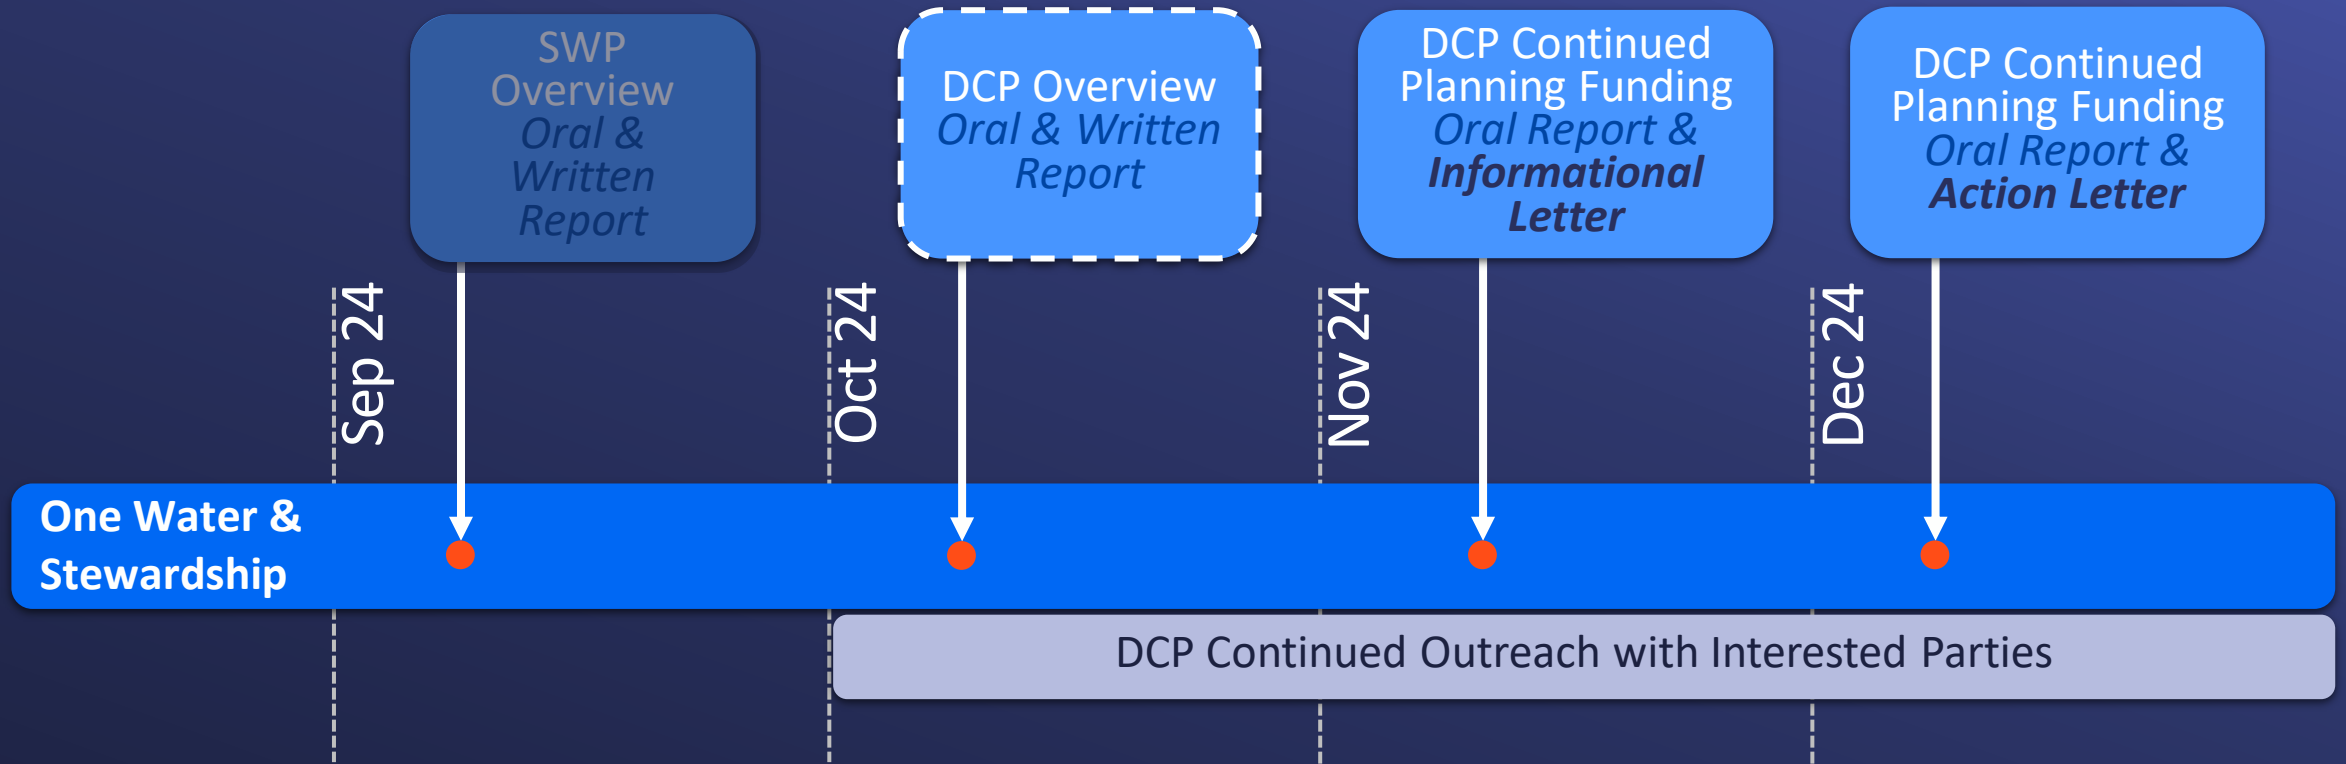 SWP
Overview
Oral &
Written
Report
DCP Overview
Oral & Written
Report
DCP Continued
Planning Funding
Oral Report &
Informational
Letter
DCP Continued
Planning Funding
Oral Report &
Action Letter
Sep 24
Oct 24
Nov 24
Dec 24
One Water &
Stewardship
DCP Continued Outreach with Interested Parties